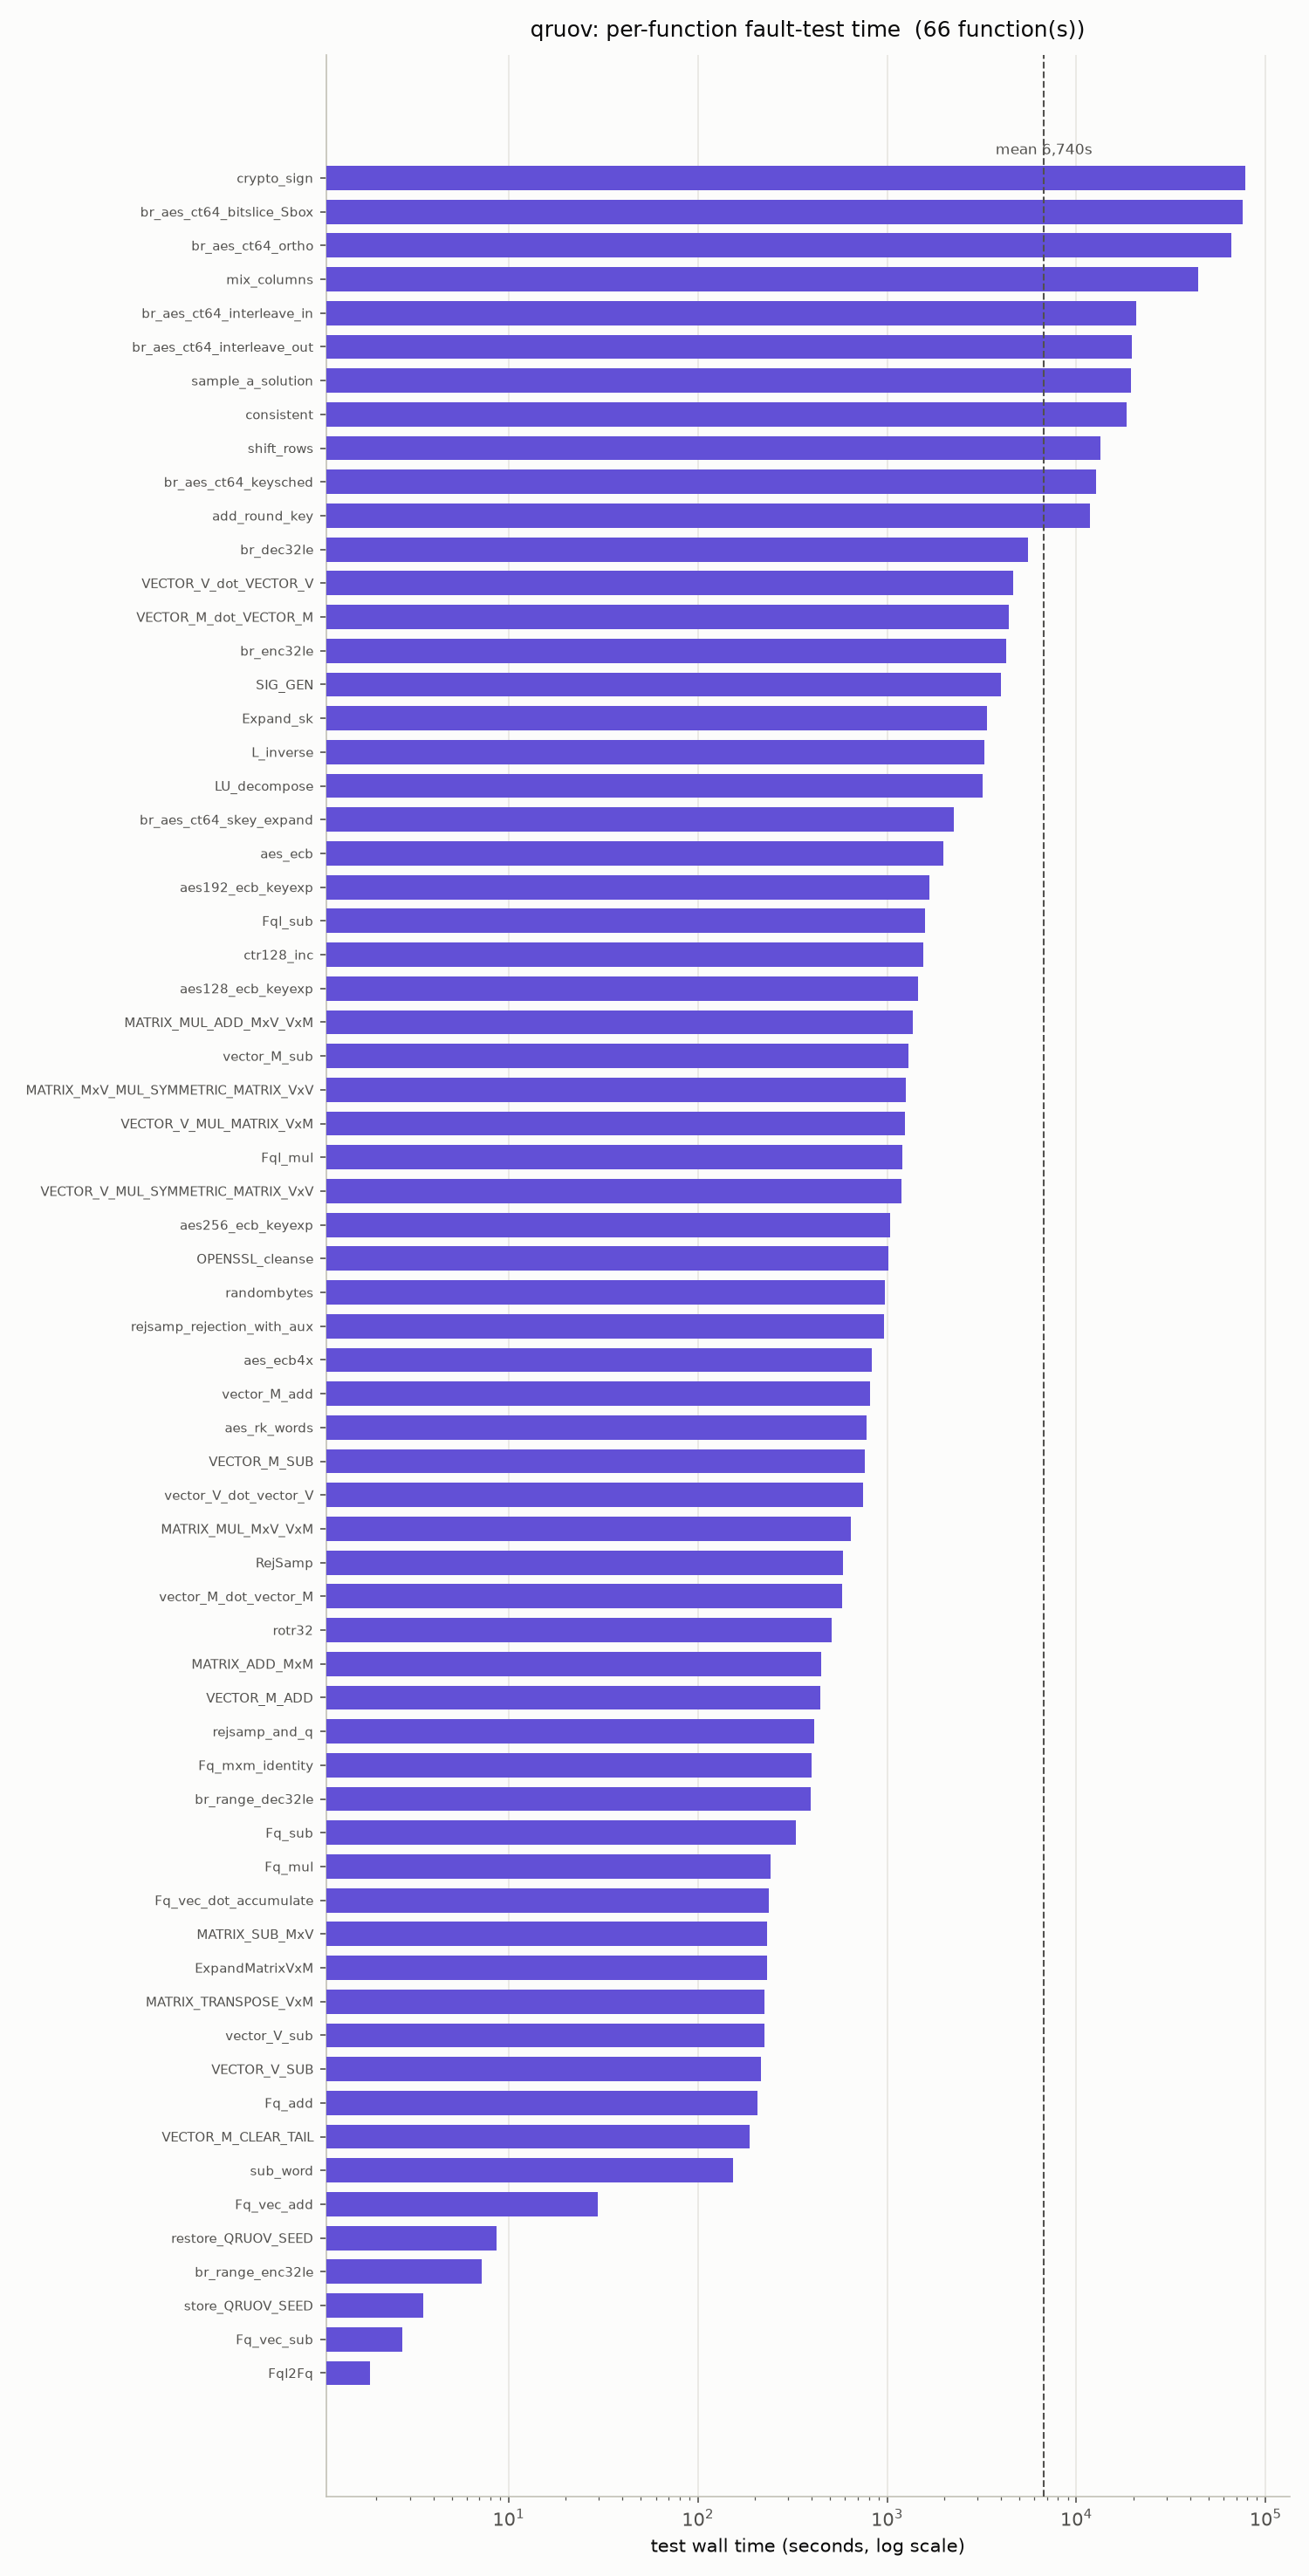 qruov: per-function fault-test time  (66 function(s))
mean 6,740s
crypto_sign
br_aes_ct64_bitslice_Sbox
br_aes_ct64_ortho
mix_columns
br_aes_ct64_interleave_in
br_aes_ct64_interleave_out
sample_a_solution
consistent
shift_rows
br_aes_ct64_keysched
add_round_key
br_dec32le
VECTOR_V_dot_VECTOR_V
VECTOR_M_dot_VECTOR_M
br_enc32le
SIG_GEN
Expand_sk
L_inverse
LU_decompose
br_aes_ct64_skey_expand
aes_ecb
aes192_ecb_keyexp
Fql_sub
ctr128_inc
aes128_ecb_keyexp
MATRIX_MUL_ADD_MxV_VxM
vector_M_sub
MATRIX_MxV_MUL_SYMMETRIC_MATRIX_VxV
VECTOR_V_MUL_MATRIX_VxM
Fql_mul
VECTOR_V_MUL_SYMMETRIC_MATRIX_VxV
aes256_ecb_keyexp
OPENSSL_cleanse
randombytes
rejsamp_rejection_with_aux
aes_ecb4x
vector_M_add
aes_rk_words
VECTOR_M_SUB
vector_V_dot_vector_V
MATRIX_MUL_MxV_VxM
RejSamp
vector_M_dot_vector_M
rotr32
MATRIX_ADD_MxM
VECTOR_M_ADD
rejsamp_and_q
Fq_mxm_identity
br_range_dec32le
Fq_sub
Fq_mul
Fq_vec_dot_accumulate
MATRIX_SUB_MxV
ExpandMatrixVxM
MATRIX_TRANSPOSE_VxM
vector_V_sub
VECTOR_V_SUB
Fq_add
VECTOR_M_CLEAR_TAIL
sub_word
Fq_vec_add
restore_QRUOV_SEED
br_range_enc32le
store_QRUOV_SEED
Fq_vec_sub
Fql2Fq
10¹ 10² 10³ 10⁴ 10⁵
test wall time (seconds, log scale)